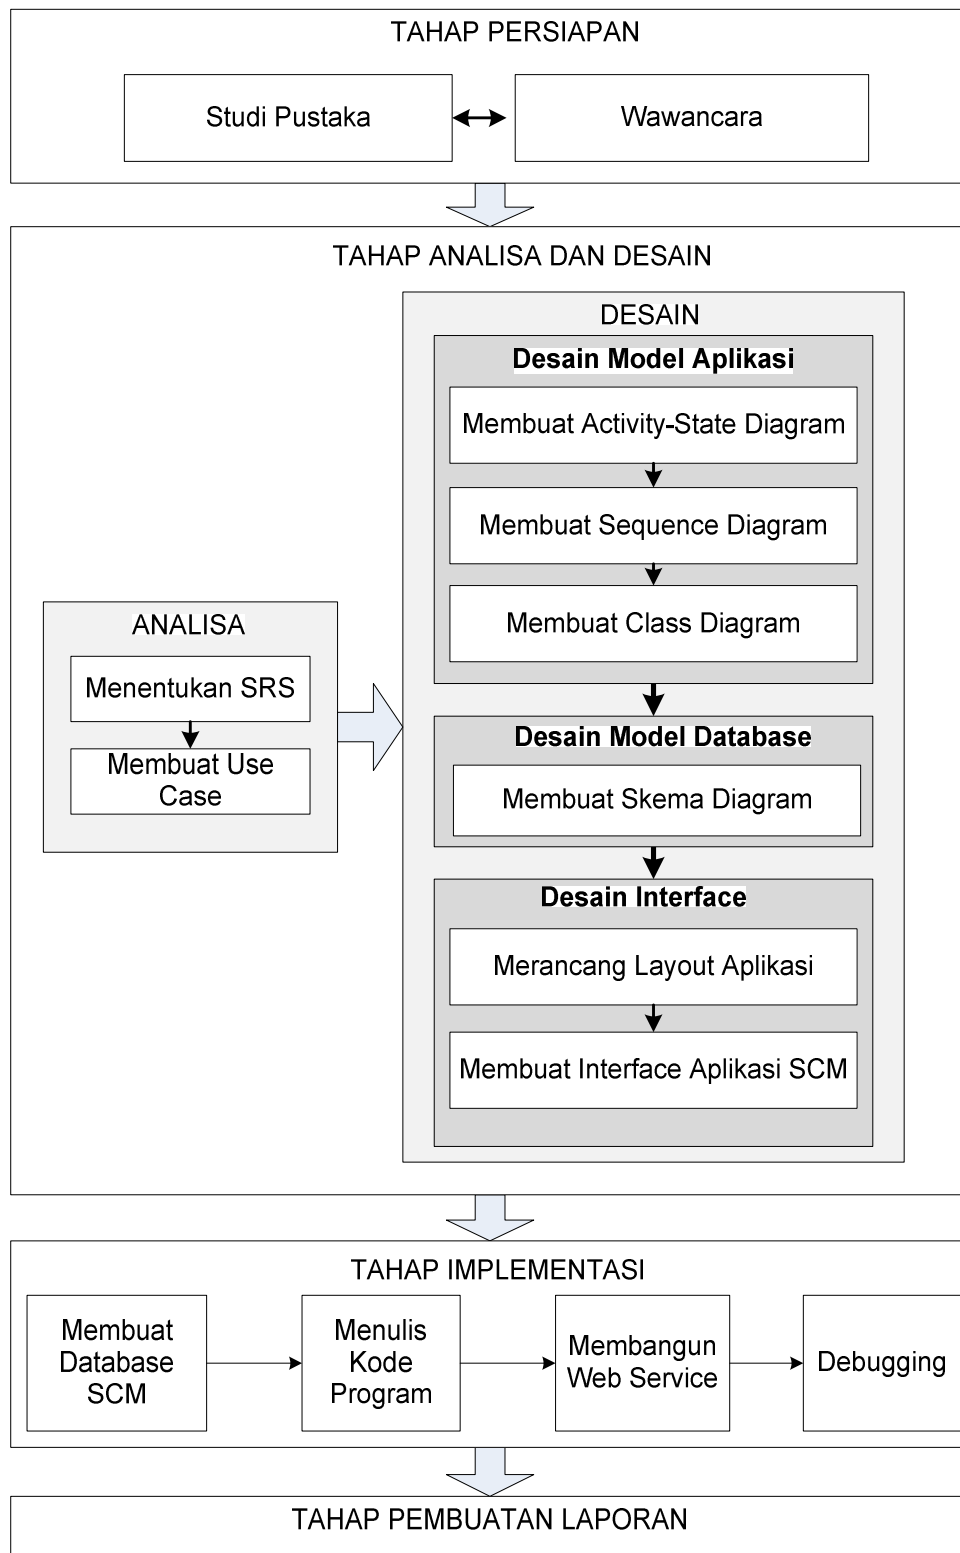 TAHAP PERSIAPAN
Studi Pustaka
Wawancara
TAHAP ANALISA DAN DESAIN
ANALISA
Menentukan SRS
Membuat Use
Case
DESAIN
Desain Model Aplikasi
Membuat Activity-State Diagram
Membuat Sequence Diagram
Membuat Class Diagram
Desain Model Database
Membuat Skema Diagram
Desain Interface
Merancang Layout Aplikasi
Membuat Interface Aplikasi SCM
TAHAP IMPLEMENTASI
Membuat
Database
SCM
Menulis
Kode
Program
Membangun
Web Service
Debugging
TAHAP PEMBUATAN LAPORAN